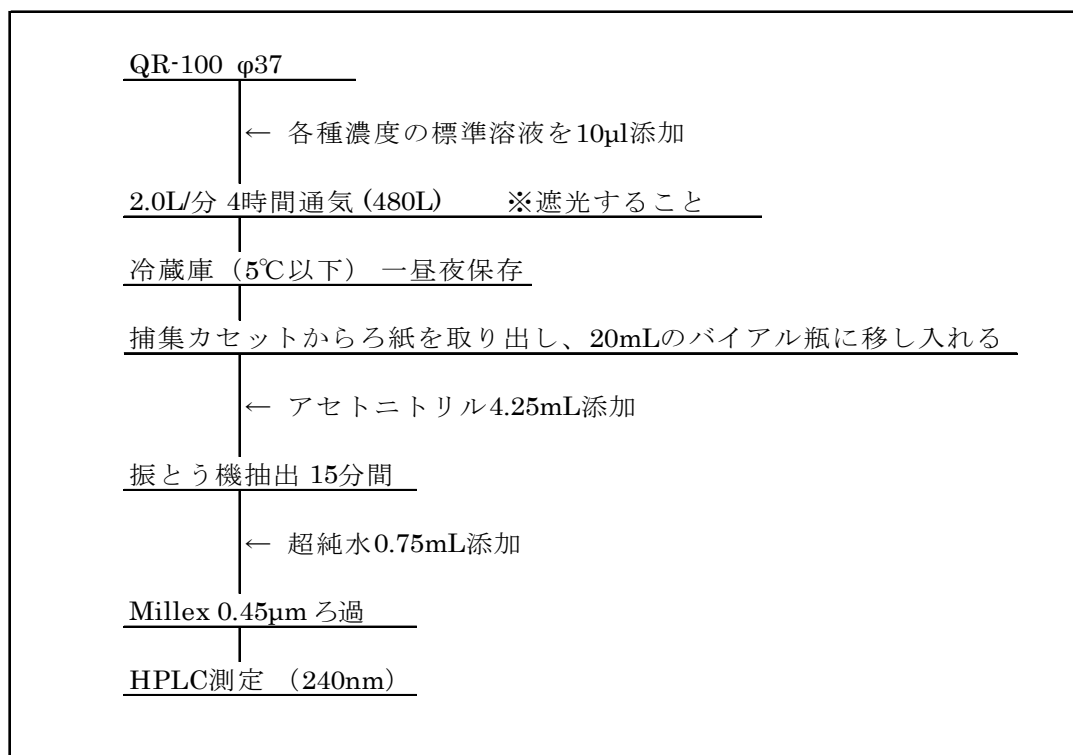 QR-100 φ37
← 各種濃度の標準溶液を10µl添加
2.0L/分 4時間通気 (480L) ※遮光すること
冷蔵庫（5℃以下） 一昼夜保存
捕集カセットからろ紙を取り出し、20mLのバイアル瓶に移し入れる
← アセトニトリル4.25mL添加
振とう機抽出 15分間
← 超純水0.75mL添加
Millex 0.45µm ろ過
HPLC測定 （240nm）